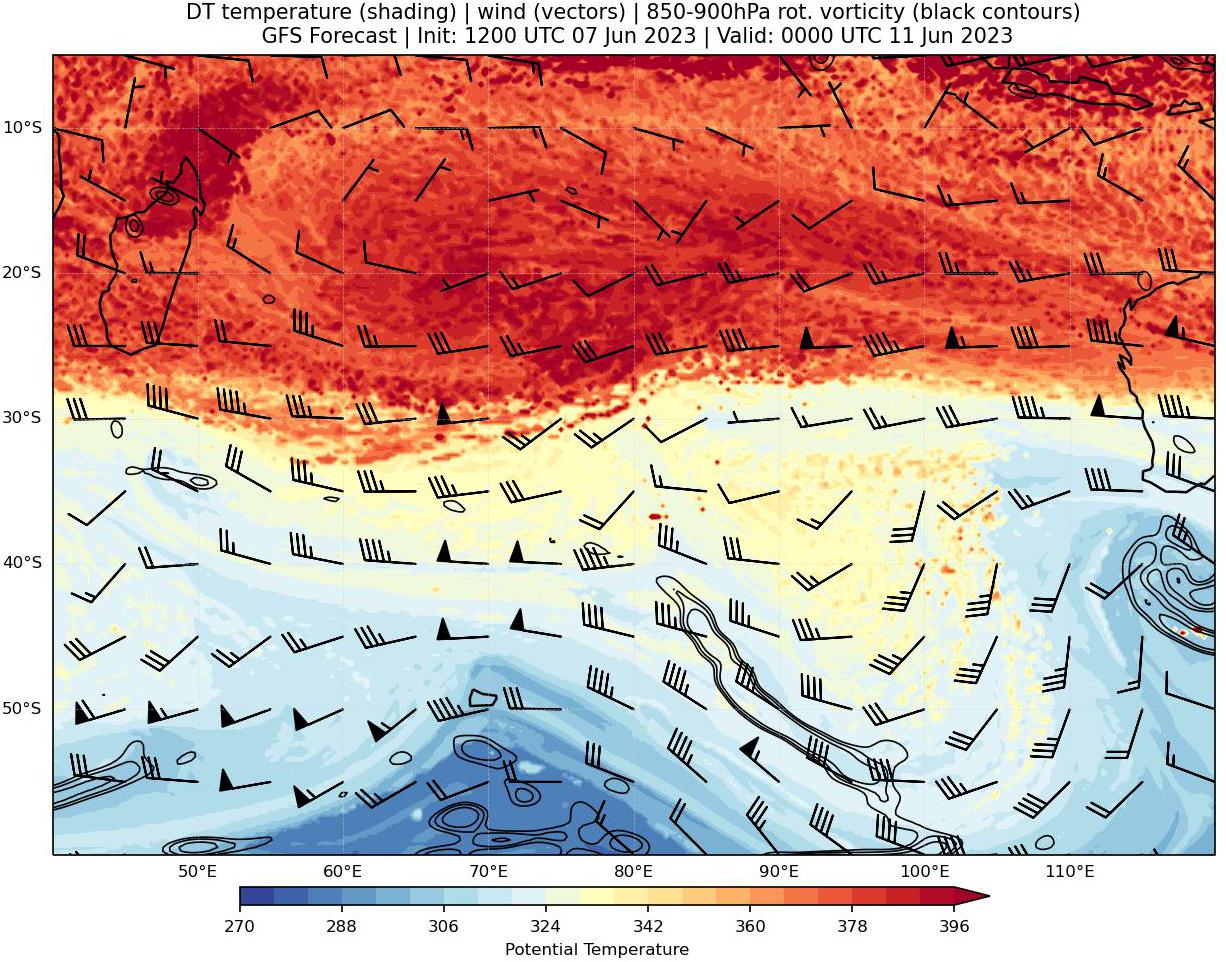 DT temperature (shading) | wind (vectors) | 850-900hPa rot. vorticity (black contours)
GFS Forecast | Init: 1200 UTC 07 Jun 2023 | Valid: 0000 UTC 11 Jun 2023
10°S
20°S
30°S
40°S
50°S
50°E 60°E 70°E 80°E 90°E 100°E 110°E
270 288 306 324 342 360 378 396
Potential Temperature